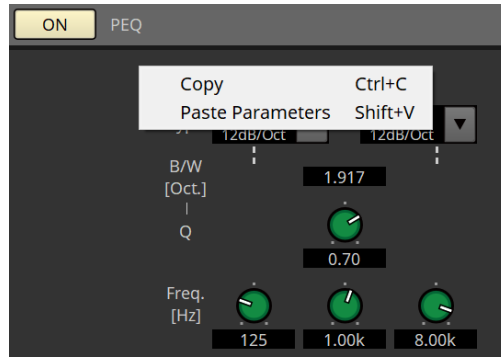 ON PEQ
Copy Ctrl+C
Paste Parameters Shift+V
12dB/Oct 12dB/Oct
B/W
[Oct.]
1.917
Q
0.70
Freq.
[Hz]
125 1.00k 8.00k